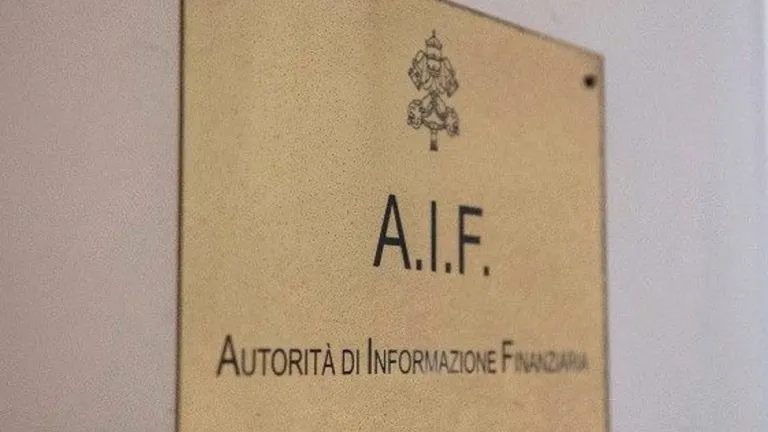 A.I.F.
AUTORITÀ DI INFORMAZIONE FINANZIARIA